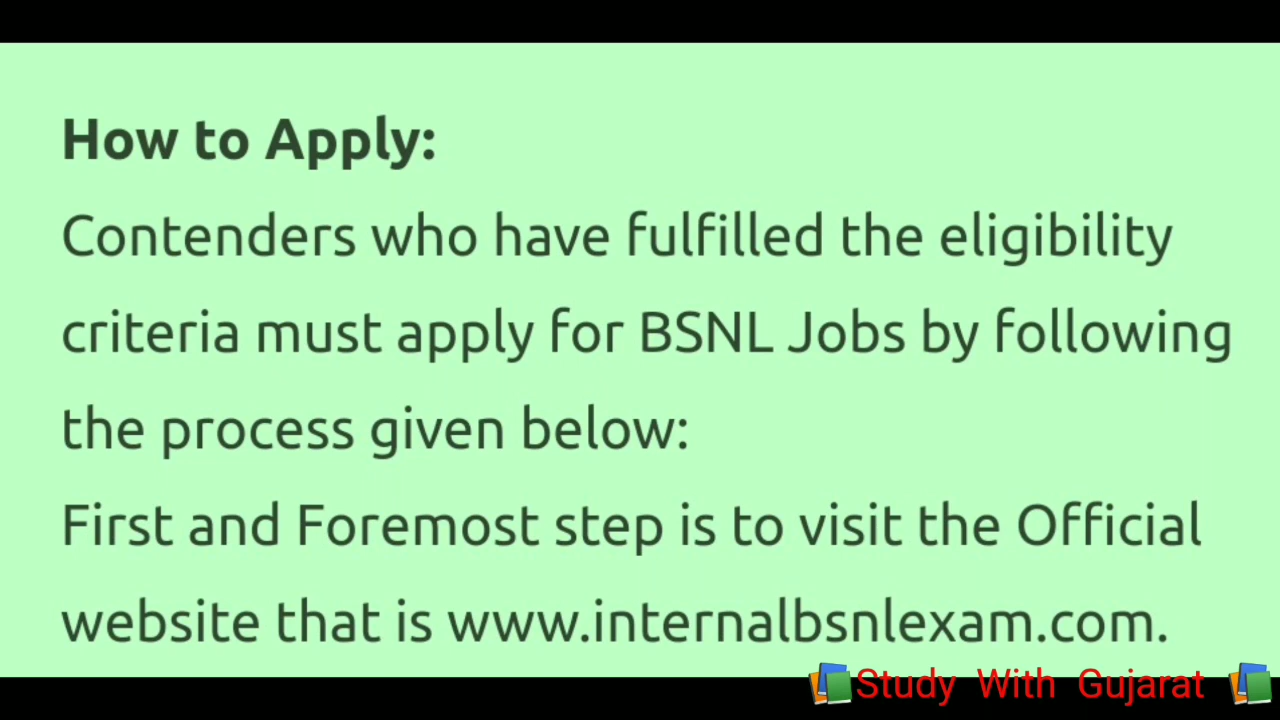 How to Apply:
Contenders who have fulfilled the eligibility
criteria must apply for BSNL Jobs by following
the process given below:
First and Foremost step is to visit the Official
website that is www.internalbsnlexam.com.
Study With Gujarat